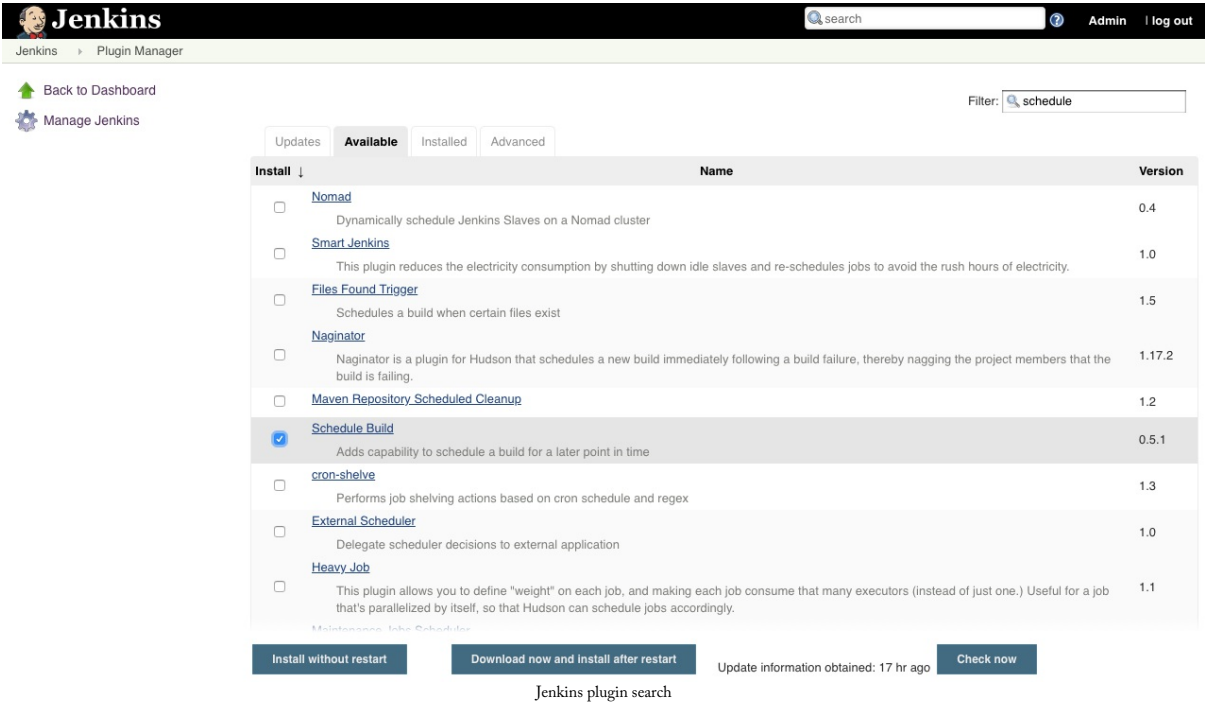 Jenkins
search
Admin | log out
Jenkins Plugin Manager
Back to Dashboard
Manage Jenkins
Filter: schedule
Updates Available Installed Advanced
Install ↓ Name Version
Nomad
Dynamically schedule Jenkins Slaves on a Nomad cluster
0.4
Smart Jenkins
This plugin reduces the electricity consumption by shutting down idle slaves and re-schedules jobs to avoid the rush hours of electricity.
1.0
Files Found Trigger
Schedules a build when certain files exist
1.5
Naginator
Naginator is a plugin for Hudson that schedules a new build immediately following a build failure, thereby nagging the project members that the
build is failing.
1.17.2
Maven Repository Scheduled Cleanup 1.2
Schedule Build
Adds capability to schedule a build for a later point in time
0.5.1
cron-shelve
Performs job shelving actions based on cron schedule and regex
1.3
External Scheduler
Delegate scheduler decisions to external application
1.0
Heavy Job
This plugin allows you to define "weight" on each job, and making each job consume that many executors (instead of just one.) Useful for a job
that's parallelized by itself, so that Hudson can schedule jobs accordingly.
1.1
Maintenance Jobs Scheduler
Install without restart Download now and install after restart Update information obtained: 17 hr ago Check now
Jenkins plugin search